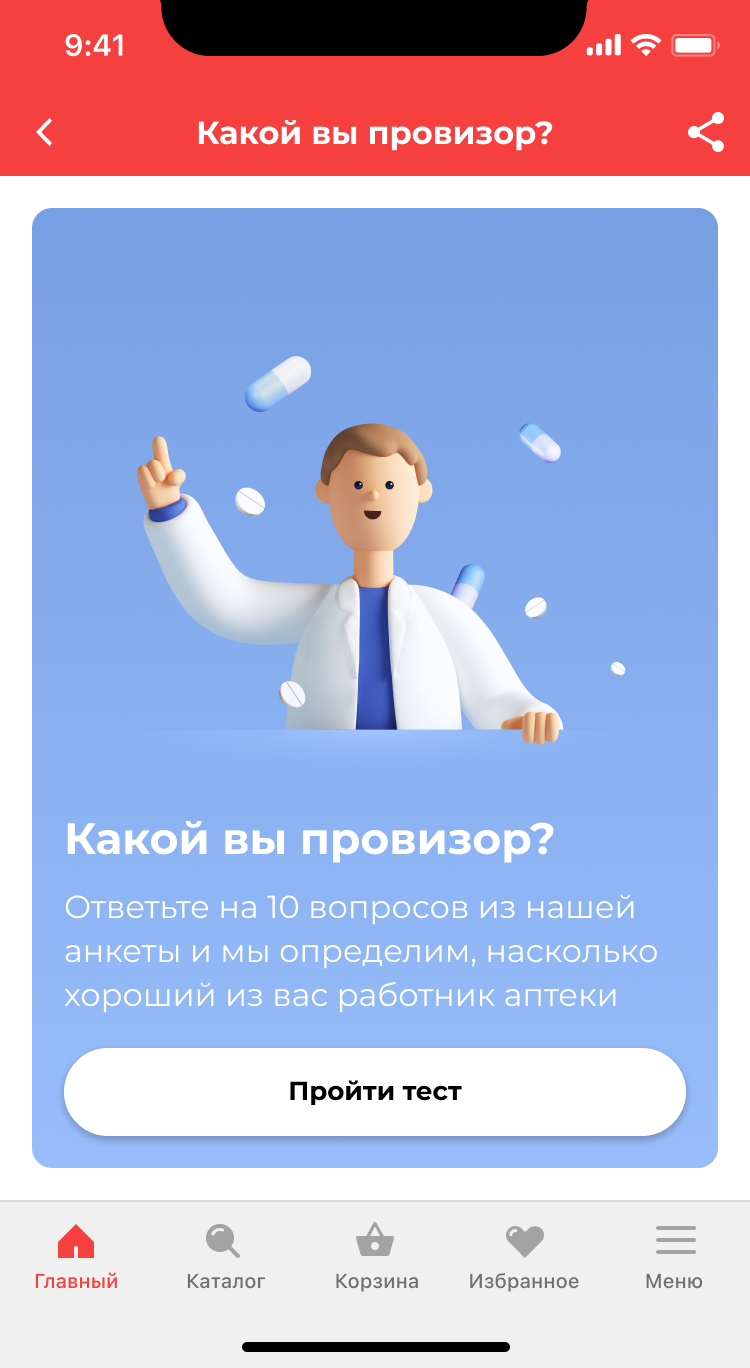 9:41
Какой вы провизор?
Какой вы провизор?
Ответьте на 10 вопросов из нашей
анкеты и мы определим, насколько
хороший из вас работник аптеки
Пройти тест
Главный
Каталог
Корзина
Избранное
Меню